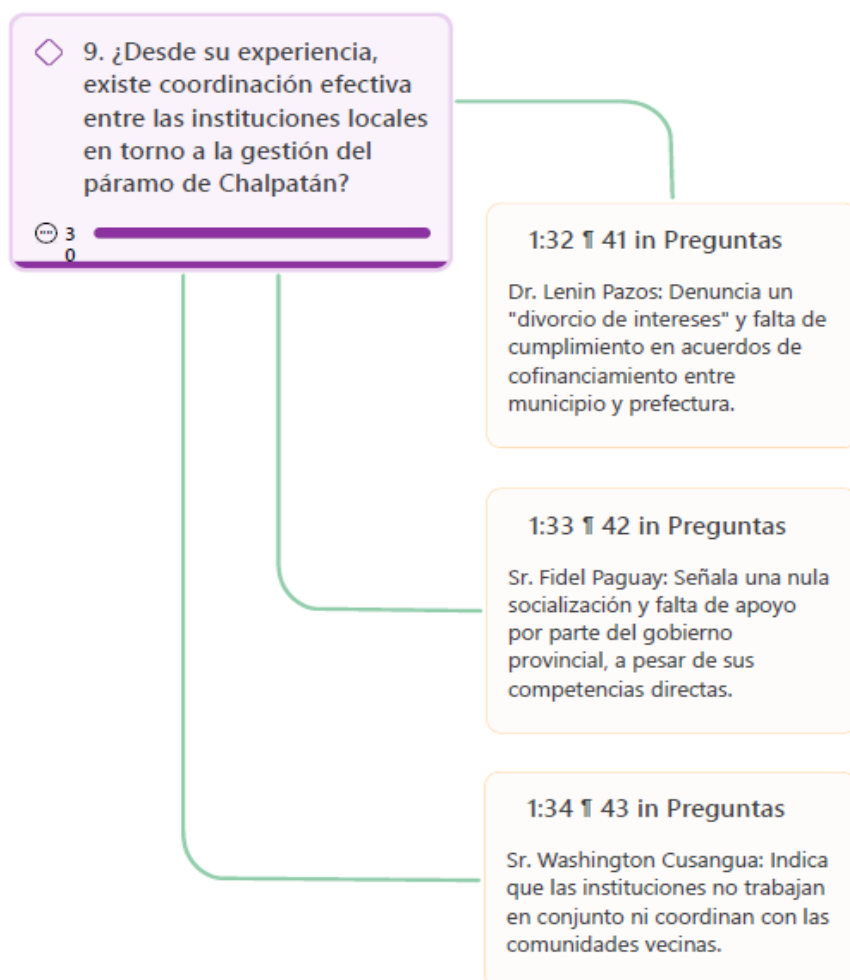 9. ¿Desde su experiencia,
existe coordinación efectiva
entre las instituciones locales
en torno a la gestión del
páramo de Chalpatán?
3
0
1:32 ¶ 41 in Preguntas
Dr. Lenin Pazos: Denuncia un
"divorcio de intereses" y falta de
cumplimiento en acuerdos de
cofinanciamiento entre
municipio y prefectura.
1:33 ¶ 42 in Preguntas
Sr. Fidel Paguay: Señala una nula
socialización y falta de apoyo
por parte del gobierno
provincial, a pesar de sus
competencias directas.
1:34 ¶ 43 in Preguntas
Sr. Washington Cusangua: Indica
que las instituciones no trabajan
en conjunto ni coordinan con las
comunidades vecinas.